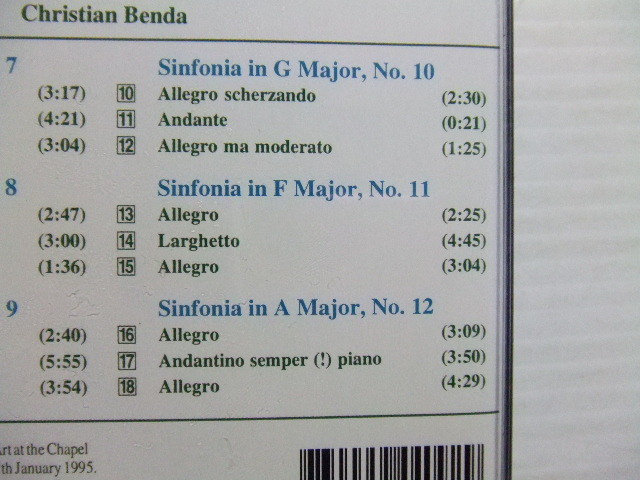 Christian Benda
7 Sinfonia in G Major, No. 10
(3:17) 10 Allegro scherzando (2:30)
(4:21) 11 Andante (0:21)
(3:04) 12 Allegro ma moderato (1:25)
8 Sinfonia in F Major, No. 11
(2:47) 13 Allegro (2:25)
(3:00) 14 Larghetto (4:45)
(1:36) 15 Allegro (3:04)
9 Sinfonia in A Major, No. 12
(2:40) 16 Allegro (3:09)
(5:55) 17 Andantino semper (!) piano (3:50)
(3:54) 18 Allegro (4:29)
Art at the Chapel
th January 1995.